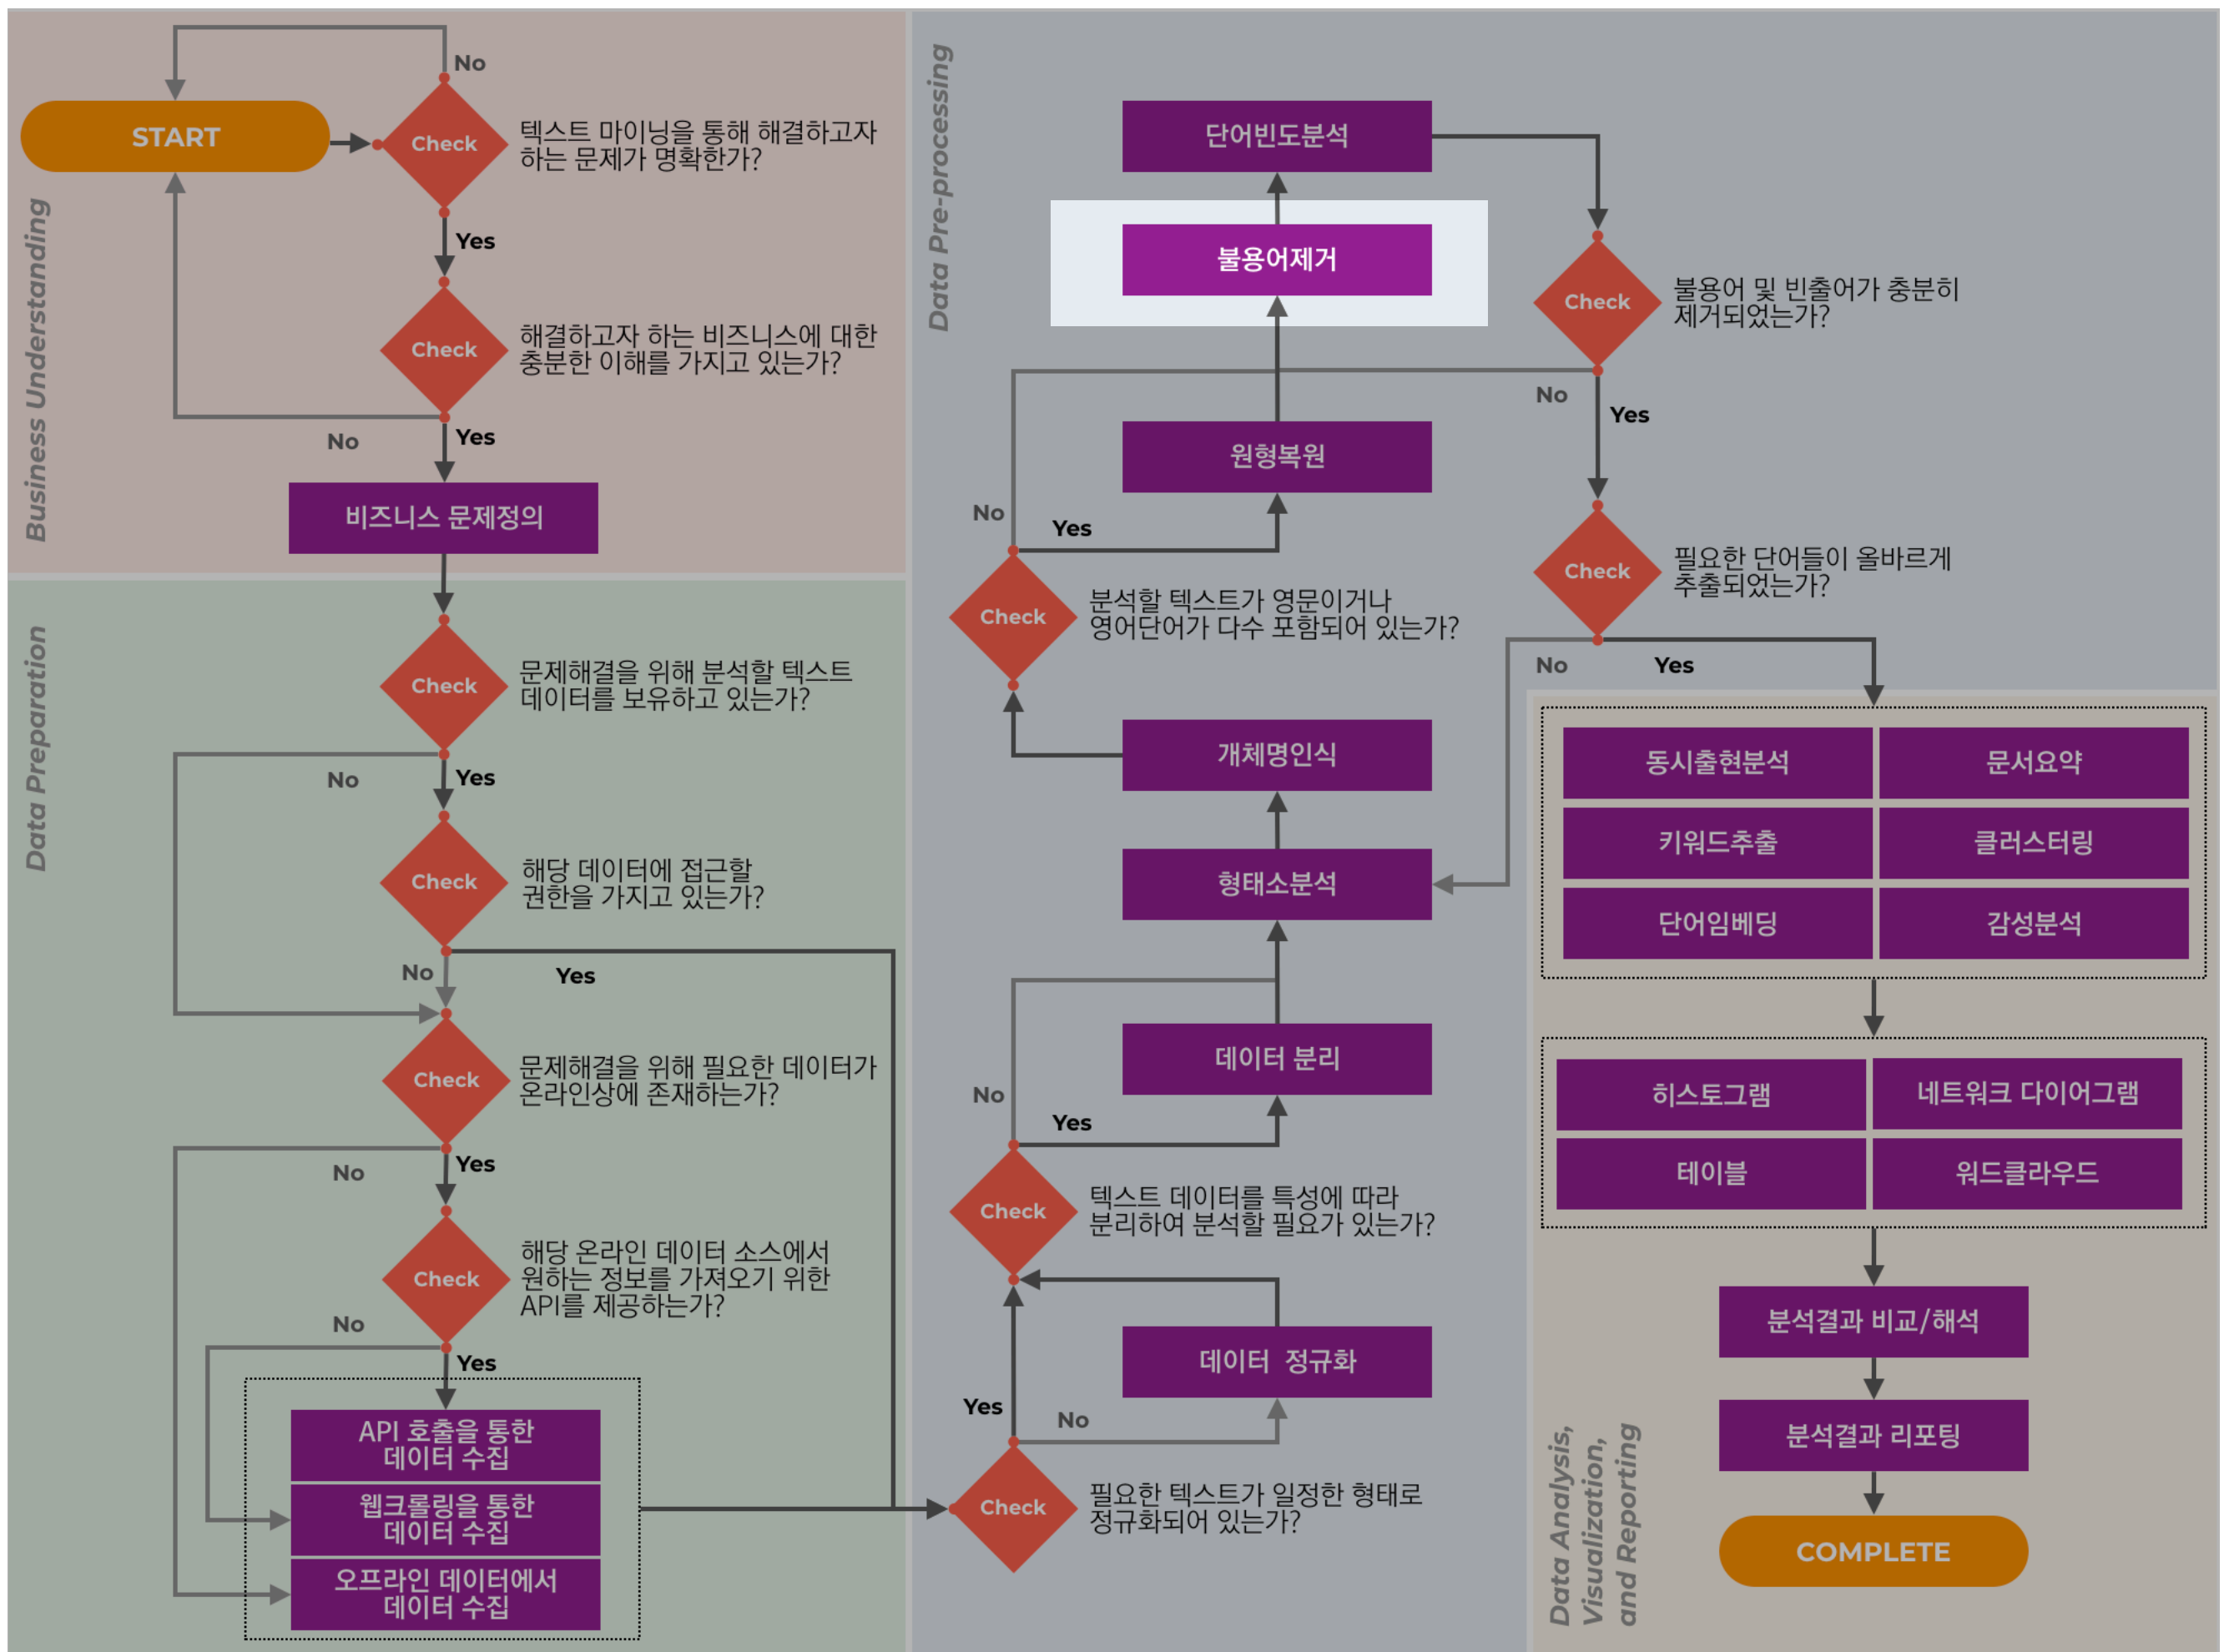 Business Understanding
No
START
Check
텍스트 마이닝을 통해 해결하고자
하는 문제가 명확한가?
Yes
Check
해결하고자 하는 비즈니스에 대한
충분한 이해를 가지고 있는가?
No
Yes
비즈니스 문제정의
Data Preparation
Check
문제해결을 위해 분석할 텍스트
데이터를 보유하고 있는가?
No
Yes
Check
해당 데이터에 접근할
권한을 가지고 있는가?
No
Yes
Check
문제해결을 위해 필요한 데이터가
온라인상에 존재하는가?
No
Yes
Check
해당 온라인 데이터 소스에서
원하는 정보를 가져오기 위한
API를 제공하는가?
No
Yes
API 호출을 통한
데이터 수집
웹크롤링을 통한
데이터 수집
오프라인 데이터에서
데이터 수집
Data Pre-processing
단어빈도분석
불용어제거
Check
불용어 및 빈출어가 충분히
제거되었는가?
No
Yes
원형복원
No
Yes
Check
분석할 텍스트가 영문이거나
영어단어가 다수 포함되어 있는가?
Check
필요한 단어들이 올바르게
추출되었는가?
No
Yes
개체명인식
형태소분석
데이터 분리
No
Yes
Check
텍스트 데이터를 특성에 따라
분리하여 분석할 필요가 있는가?
데이터 정규화
Yes
No
Check
필요한 텍스트가 일정한 형태로
정규화되어 있는가?
Data Analysis,
Visualization,
and Reporting
동시출현분석
문서요약
키워드추출
클러스터링
단어임베딩
감성분석
히스토그램
네트워크 다이어그램
테이블
워드클라우드
분석결과 비교/해석
분석결과 리포팅
COMPLETE